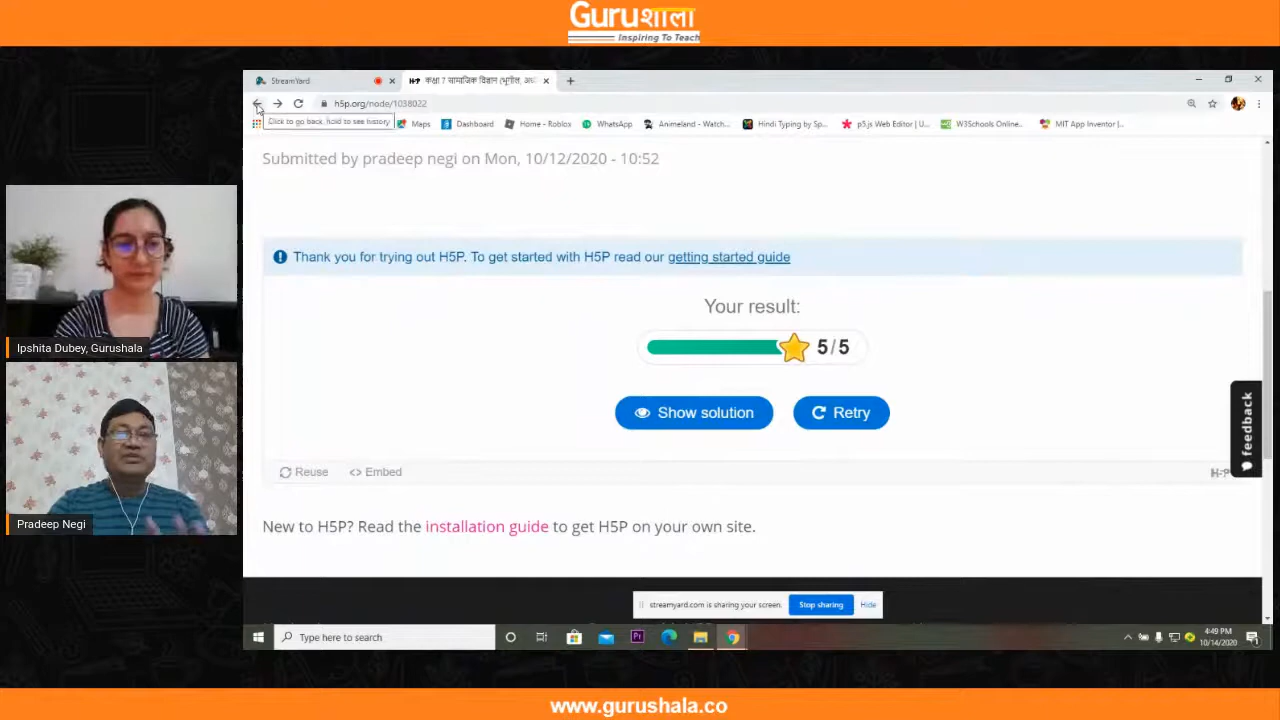 Guruशाला
Inspiring To Teach
StreamYard
H-P कक्षा 7 सामाजिक विज्ञान (भूगोल, अध
h5p.org/node/1038022
Click to go back, hold to see history
Maps
Dashboard
Home - Roblox
WhatsApp
Animeland - Watch...
Hindi Typing by Sp...
p5.js Web Editor | U...
W3Schools Online...
MIT App Inventor |...
Submitted by pradeep negi on Mon, 10/12/2020 - 10:52
Thank you for trying out H5P. To get started with H5P read our getting started guide
Your result:
5/5
Show solution
Retry
Reuse
<> Embed
H-P
feedback
New to H5P? Read the installation guide to get H5P on your own site.
Ipshita Dubey, Gurushala
Pradeep Negi
streamyard.com is sharing your screen.
Stop sharing
Hide
Type here to search
Pr
4:49 PM
10/14/2020
www.gurushala.co